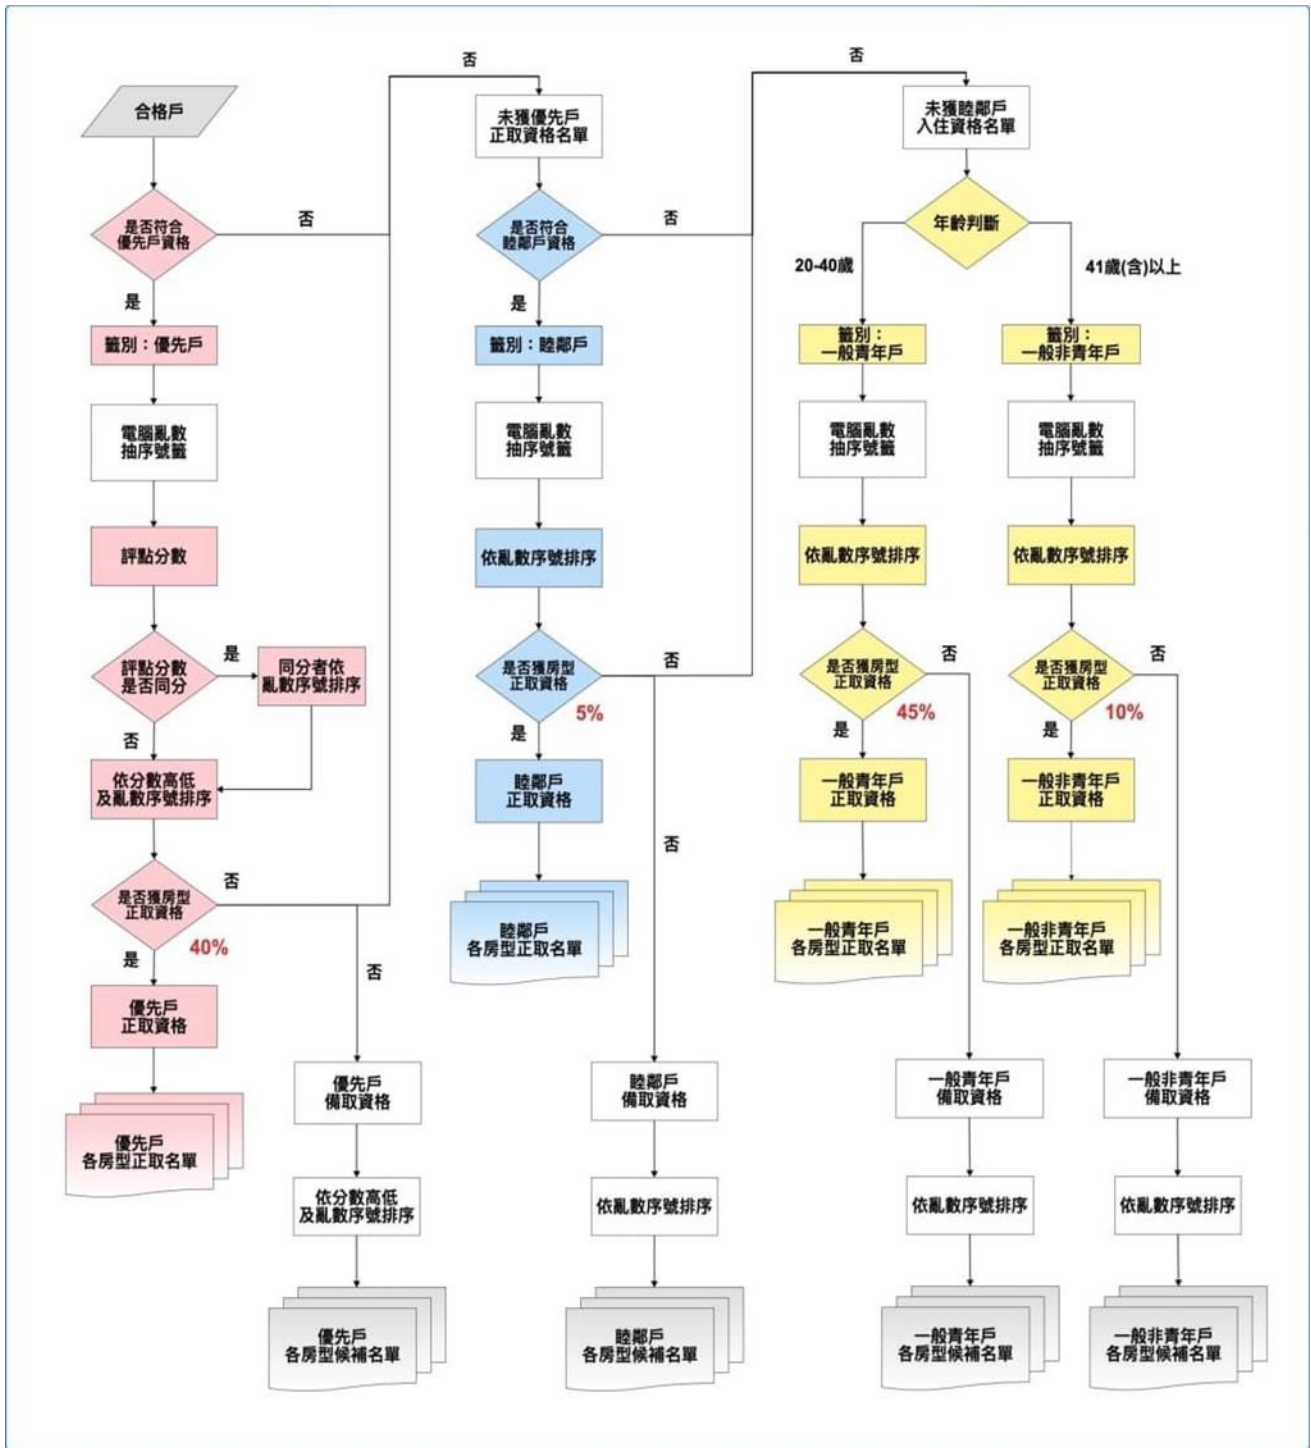 合格戶
是否符合
優先戶資格
否
是
籤別：優先戶
電腦亂數
抽序號籤
評點分數
評點分數
是否同分
是
同分者依
亂數序號排序
否
依分數高低
及亂數序號排序
是否獲房型
正取資格
否
40%
是
優先戶
正取資格
優先戶
各房型正取名單
否
優先戶
備取資格
依分數高低
及亂數序號排序
優先戶
各房型候補名單
否
未獲優先戶
正取資格名單
是否符合
睦鄰戶資格
否
是
籤別：睦鄰戶
電腦亂數
抽序號籤
依亂數序號排序
是否獲房型
正取資格
否
5%
是
睦鄰戶
正取資格
睦鄰戶
各房型正取名單
否
睦鄰戶
備取資格
依亂數序號排序
睦鄰戶
各房型候補名單
否
未獲睦鄰戶
入住資格名單
年齡判斷
20-40歲
41歲(含)以上
籤別：
一般青年戶
電腦亂數
抽序號籤
依亂數序號排序
是否獲房型
正取資格
否
45%
是
一般青年戶
正取資格
一般青年戶
各房型正取名單
一般青年戶
備取資格
依亂數序號排序
一般青年戶
各房型候補名單
籤別：
一般非青年戶
電腦亂數
抽序號籤
依亂數序號排序
是否獲房型
正取資格
否
10%
是
一般非青年戶
正取資格
一般非青年戶
各房型正取名單
一般非青年戶
備取資格
依亂數序號排序
一般非青年戶
各房型候補名單